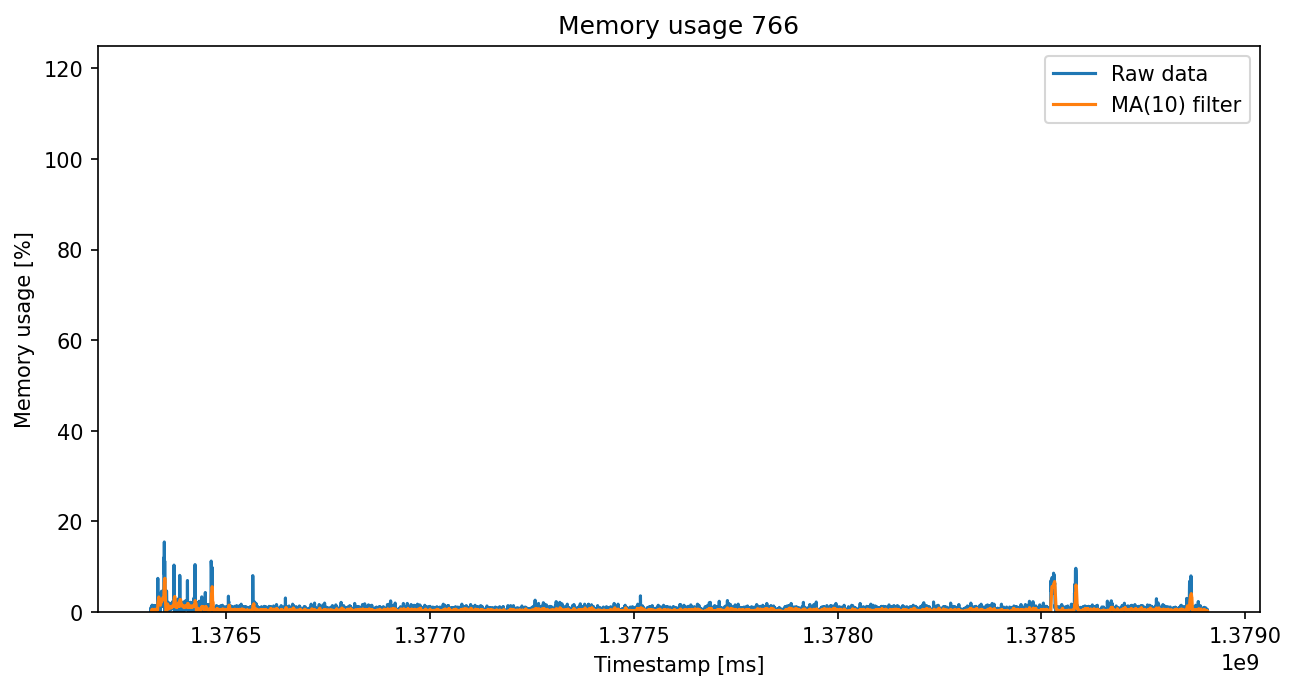 Memory usage 766
Raw data
MA(10) filter
120
100
80
60
40
20
0
Memory usage [%]
1.3765 1.3770 1.3775 1.3780 1.3785 1.3790
1e9
Timestamp [ms]